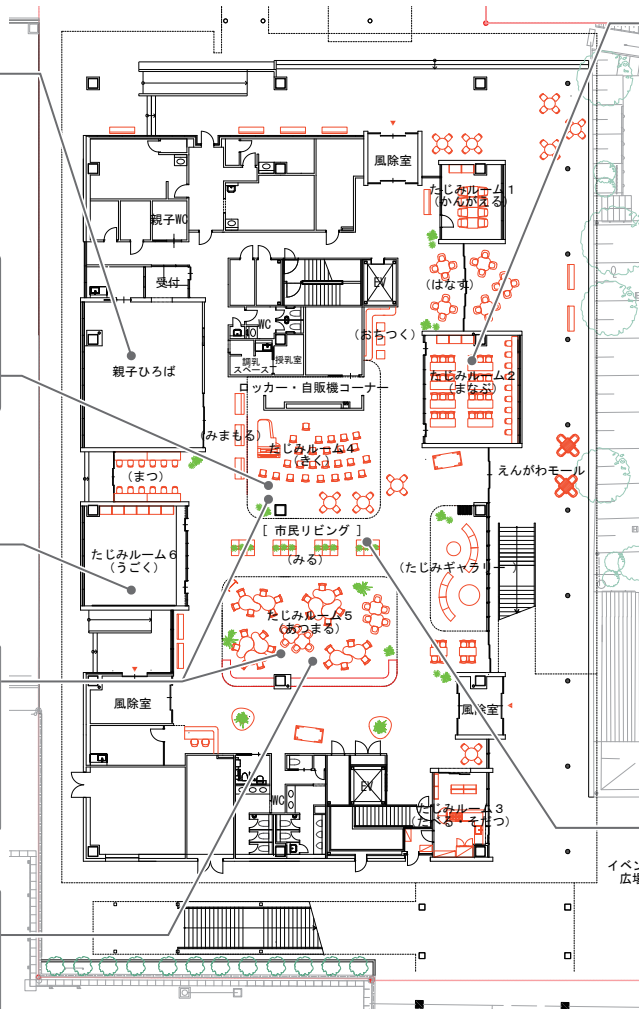 風除室
たじみルーム1
（かんがえる）
親子WC
受付
EV
（はなす）
WC
（おちつく）
調乳
スペース
授乳室
親子ひろば
たじみルーム2
（まなぶ）
ロッカー・自販機コーナー
（みまもる）
たじみルーム4
（きく）
（まつ）
えんがわモール
［ 市民リビング ］
たじみルーム6
（うごく）
（みる）
（たじみギャラリー ）
たじみルーム5
（あつまる）
風除室
風除室
EV
WC
たじみルーム3
（たべる・そだつ）
イベン
広場